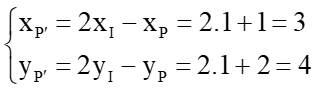 x_{P'} = 2x_I − x_P = 2.1 + 1 = 3
y_{P'} = 2y_I − y_P = 2.1 + 2 = 4